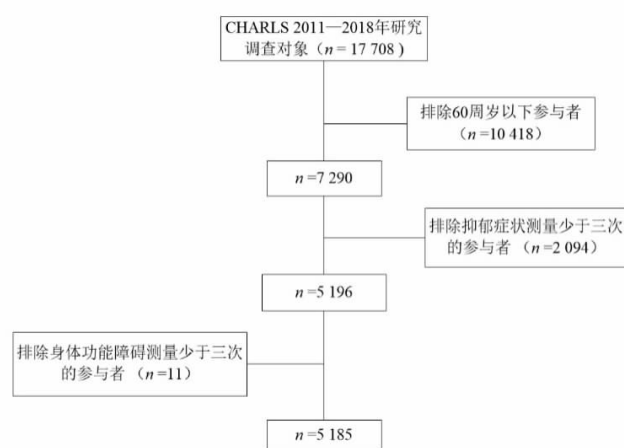 CHARLS 2011—2018年研究
调查对象（n = 17 708 ）
排除60周岁以下参与者
（n =10 418）
n =7 290
排除抑郁症状测量少于三次
的参与者 （n =2 094）
n =5 196
排除身体功能障碍测量少于三次
的参与者 （n =11）
n =5 185